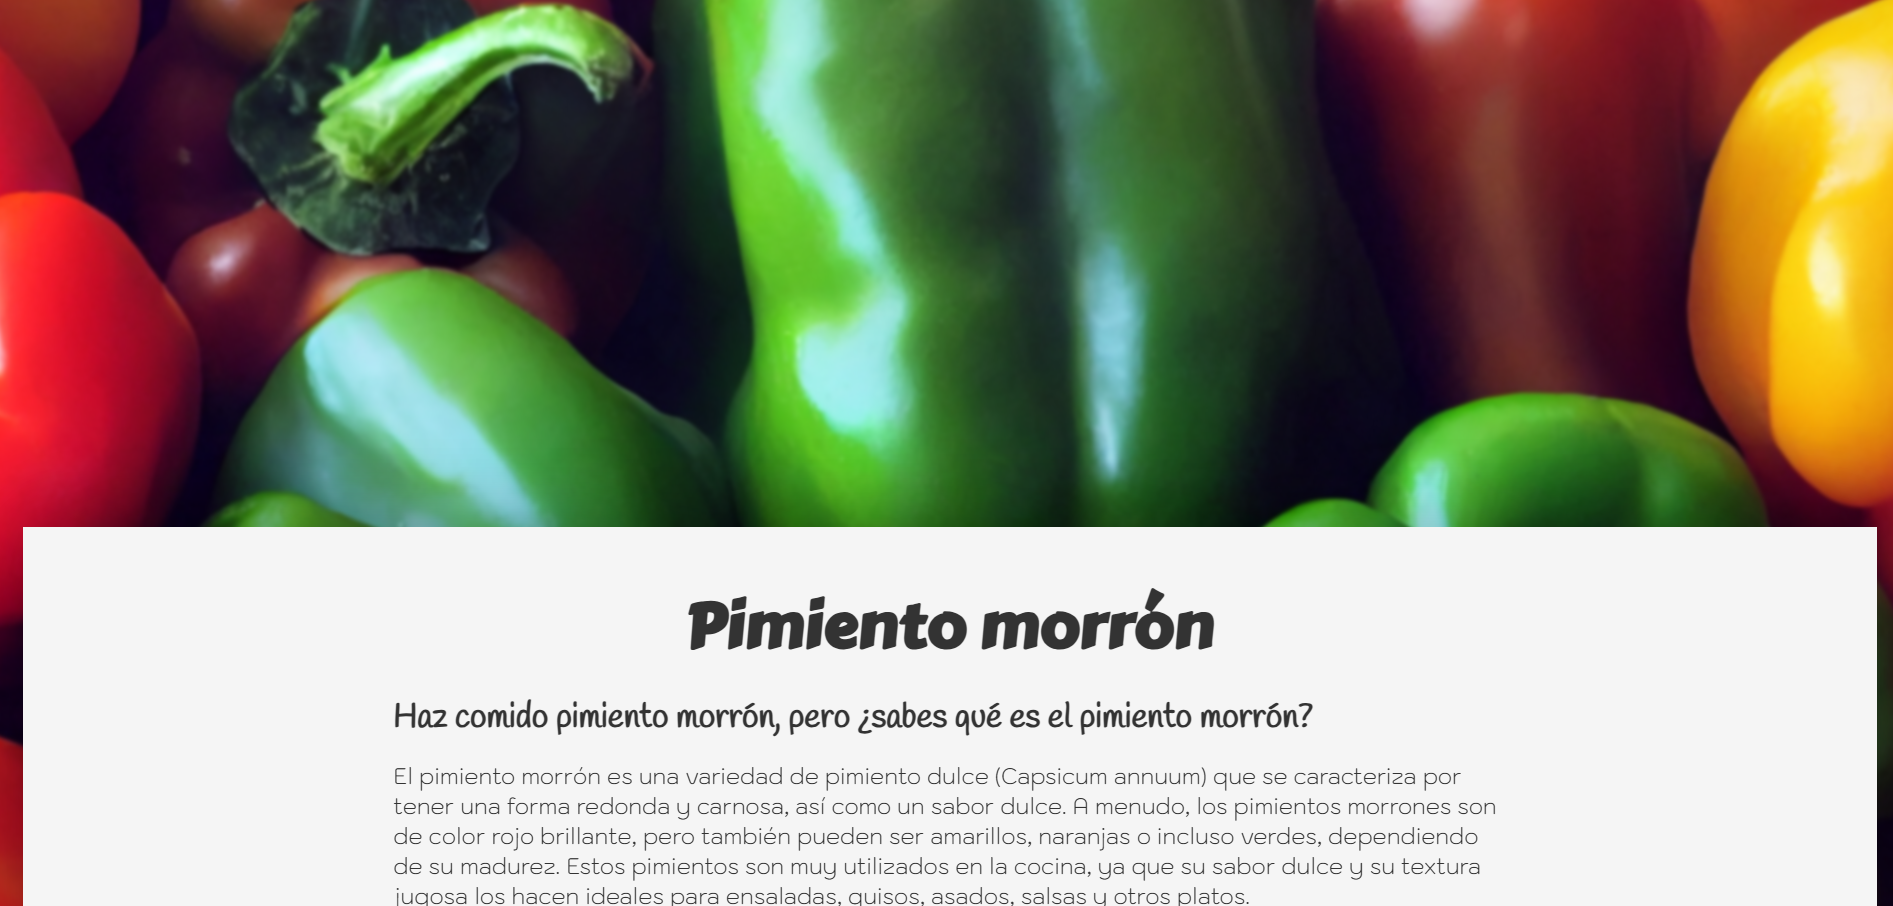 Pimiento morrón
Haz comido pimiento morrón, pero ¿sabes qué es el pimiento morrón?
El pimiento morrón es una variedad de pimiento dulce (Capsicum annuum) que se caracteriza por
tener una forma redonda y carnosa, así como un sabor dulce. A menudo, los pimientos morrones son
de color rojo brillante, pero también pueden ser amarillos, naranjas o incluso verdes, dependiendo
de su madurez. Estos pimientos son muy utilizados en la cocina, ya que su sabor dulce y su textura
jugosa los hacen ideales para ensaladas, guisos, asados, salsas y otros platos.